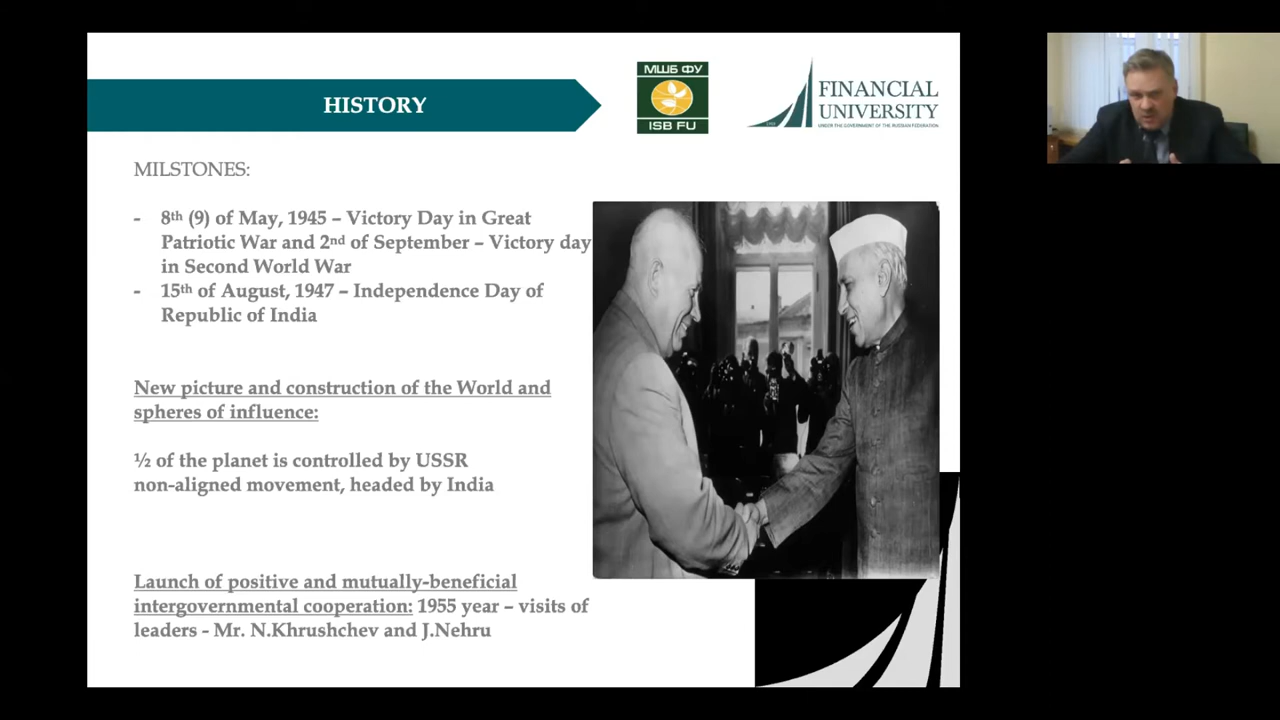 HISTORY
МШБ ФУ
ISB FU
FINANCIAL
UNIVERSITY
UNDER THE GOVERNMENT OF THE RUSSIAN FEDERATION
MILSTONES:
- 8th (9) of May, 1945 – Victory Day in Great
Patriotic War and 2nd of September – Victory day
in Second World War
- 15th of August, 1947 – Independence Day of
Republic of India
New picture and construction of the World and
spheres of influence:
½ of the planet is controlled by USSR
non-aligned movement, headed by India
Launch of positive and mutually-beneficial
intergovernmental cooperation: 1955 year – visits of
leaders - Mr. N.Khrushchev and J.Nehru